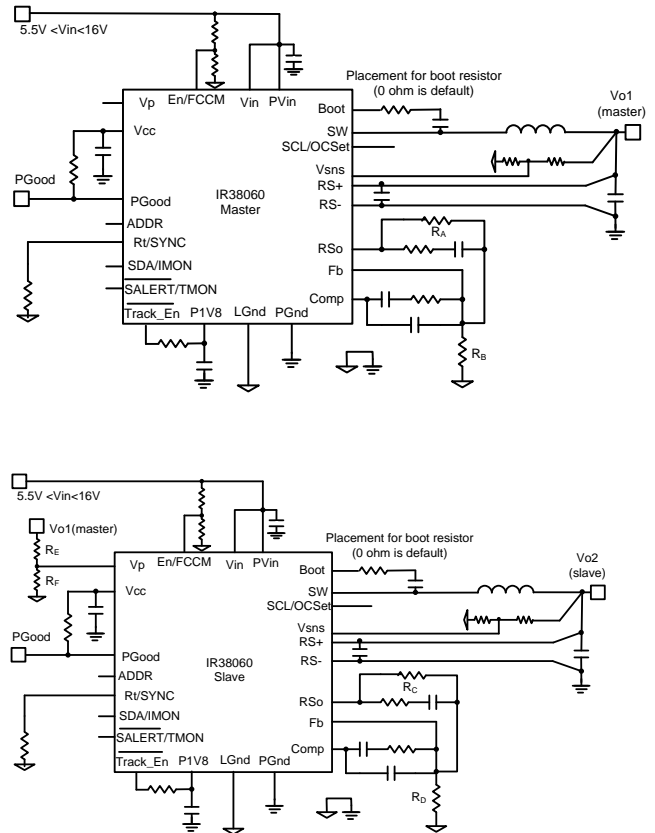 5.5V <Vin<16V
Placement for boot resistor
(0 ohm is default)
Vo1
(master)
Vp
En/FCCM
Vin
PVin
Boot
Vcc
SW
SCL/OCSet
Vsns
PGood
RS+
PGood
IR38060
Master
RS-
ADDR
RA
Rt/SYNC
RSo
SDA/IMON
Fb
SALERT/TMON
Comp
Track_En
P1V8
LGnd
PGnd
RB
5.5V <Vin<16V
Vo1(master)
Placement for boot resistor
(0 ohm is default)
Vo2
(slave)
RE
Vp
En/FCCM
Vin
PVin
Boot
RF
Vcc
SW
SCL/OCSet
Vsns
PGood
RS+
PGood
IR38060
Slave
RS-
ADDR
RC
Rt/SYNC
RSo
SDA/IMON
Fb
SALERT/TMON
Comp
Track_En
P1V8
LGnd
PGnd
RD